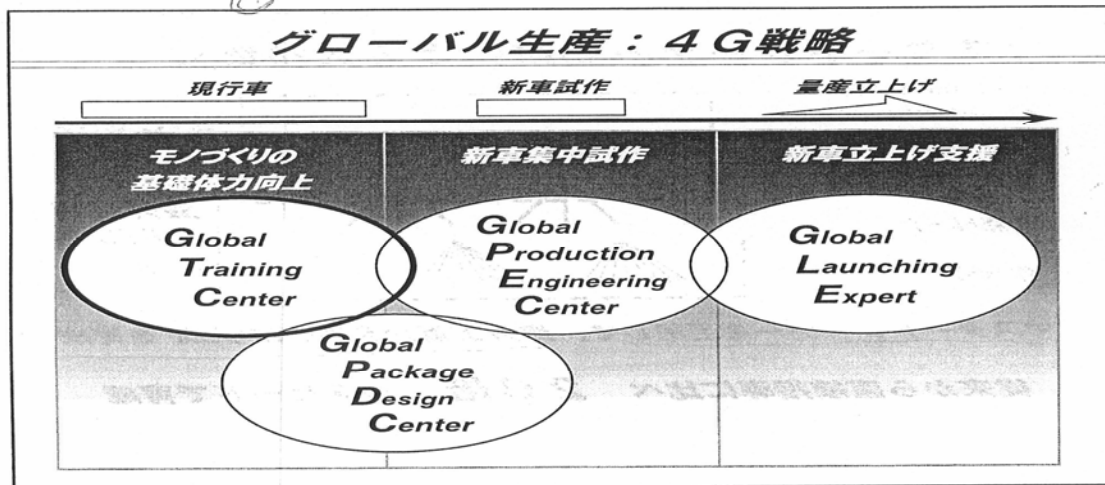 グローバル生産：４Ｇ戦略
現行車
新車試作
量産立上げ
モノづくりの
基礎体力向上
新車集中試作
新車立上げ支援
Global
Training
Center
Global
Production
Engineering
Center
Global
Launching
Expert
Global
Package
Design
Center